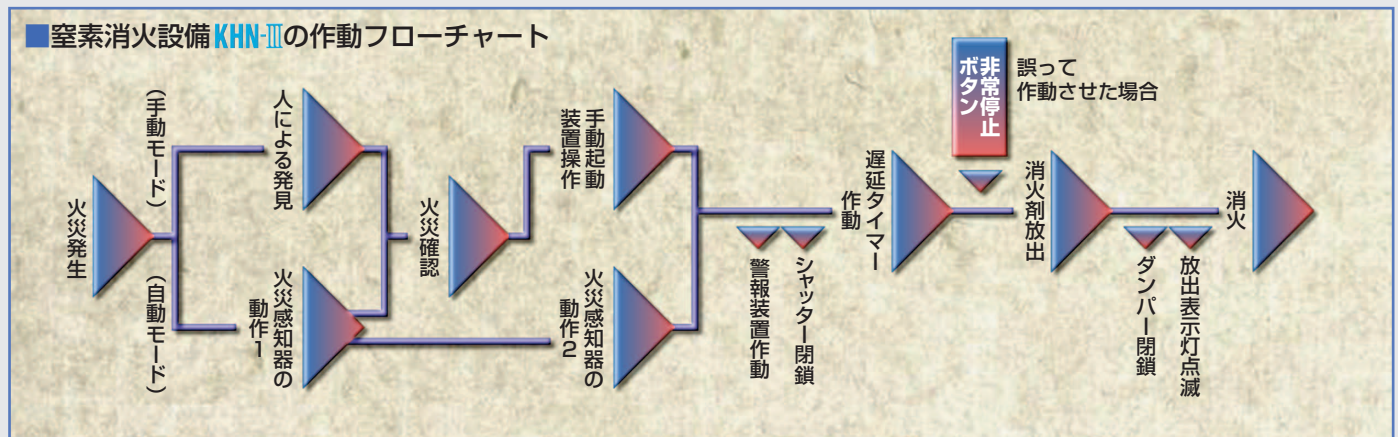 ■窒素消火設備KHN-Ⅲの作動フローチャート
火災発生
(手動モード)
(自動モード)
人による発見
火災感知器の
動作1
火災確認
手動起動
装置操作
火災感知器の
動作2
警報装置作動
シャッター閉鎖
遅延タイマー
作動
非常停止
ボタン
誤って
作動させた場合
消火剤放出
ダンパー閉鎖
放出表示灯点滅
消火